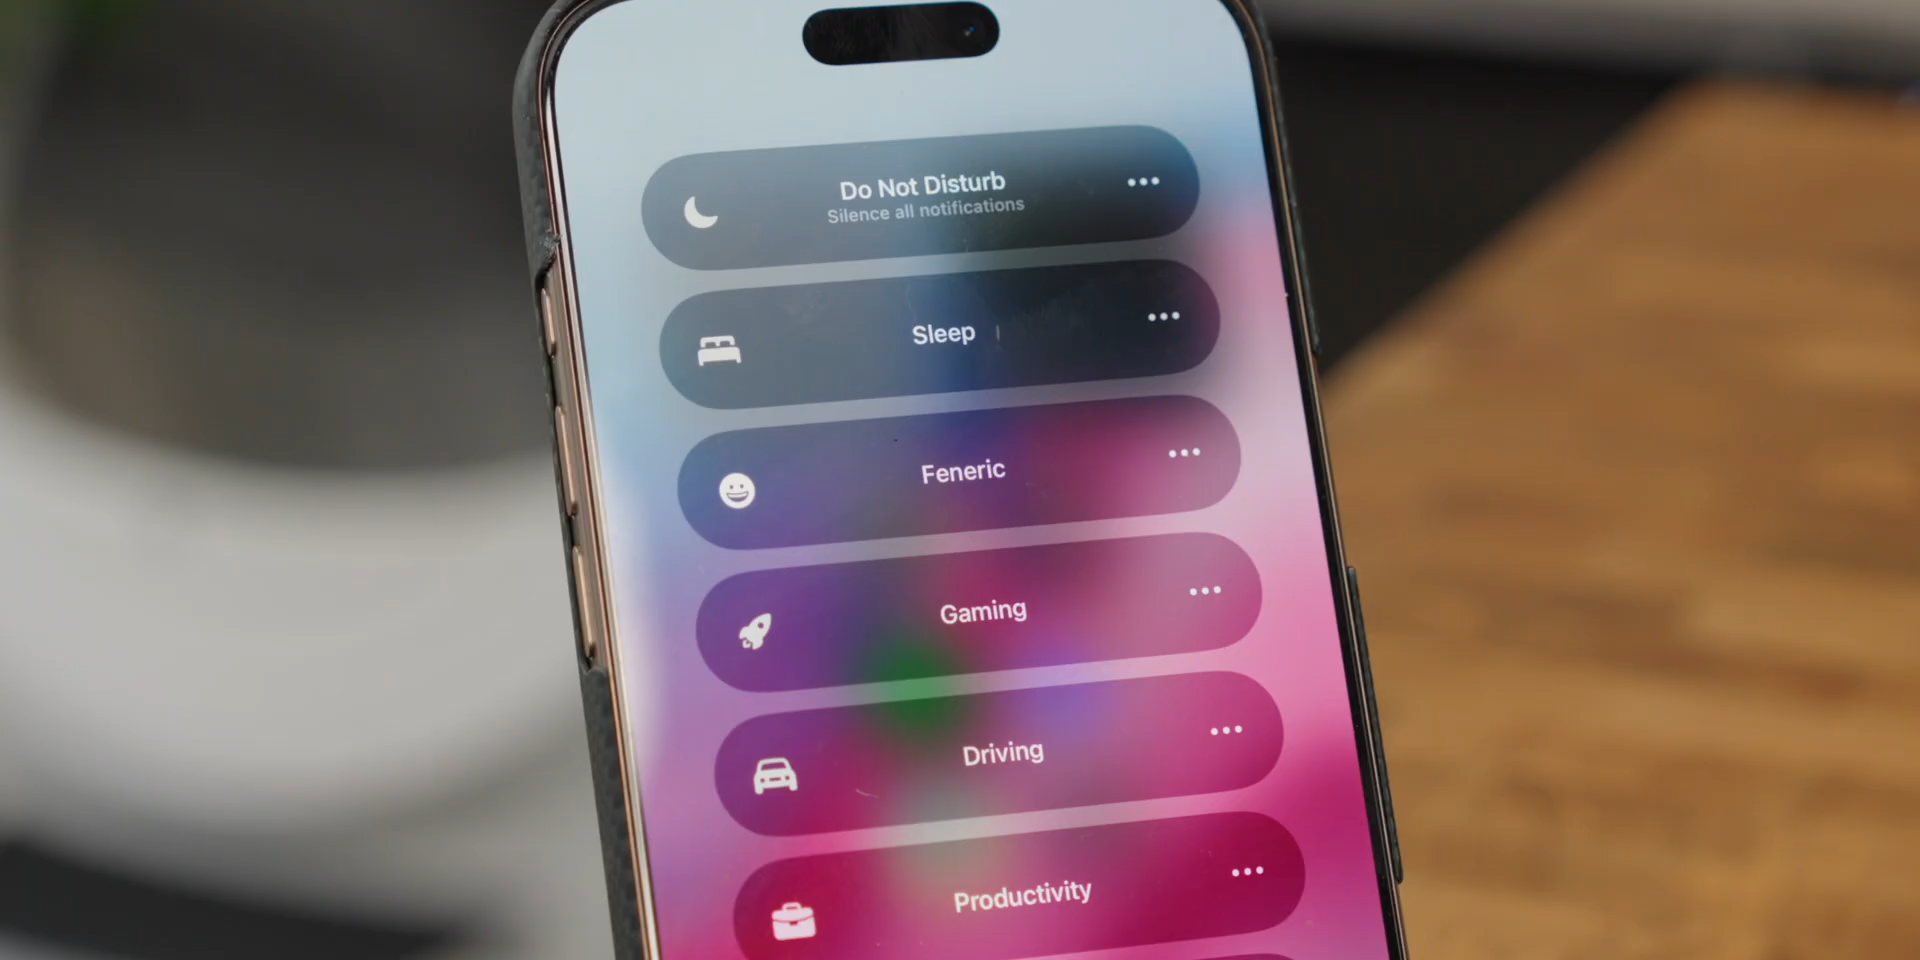 Do Not Disturb
Silence all notifications
Sleep
Feneric
Gaming
Driving
Productivity